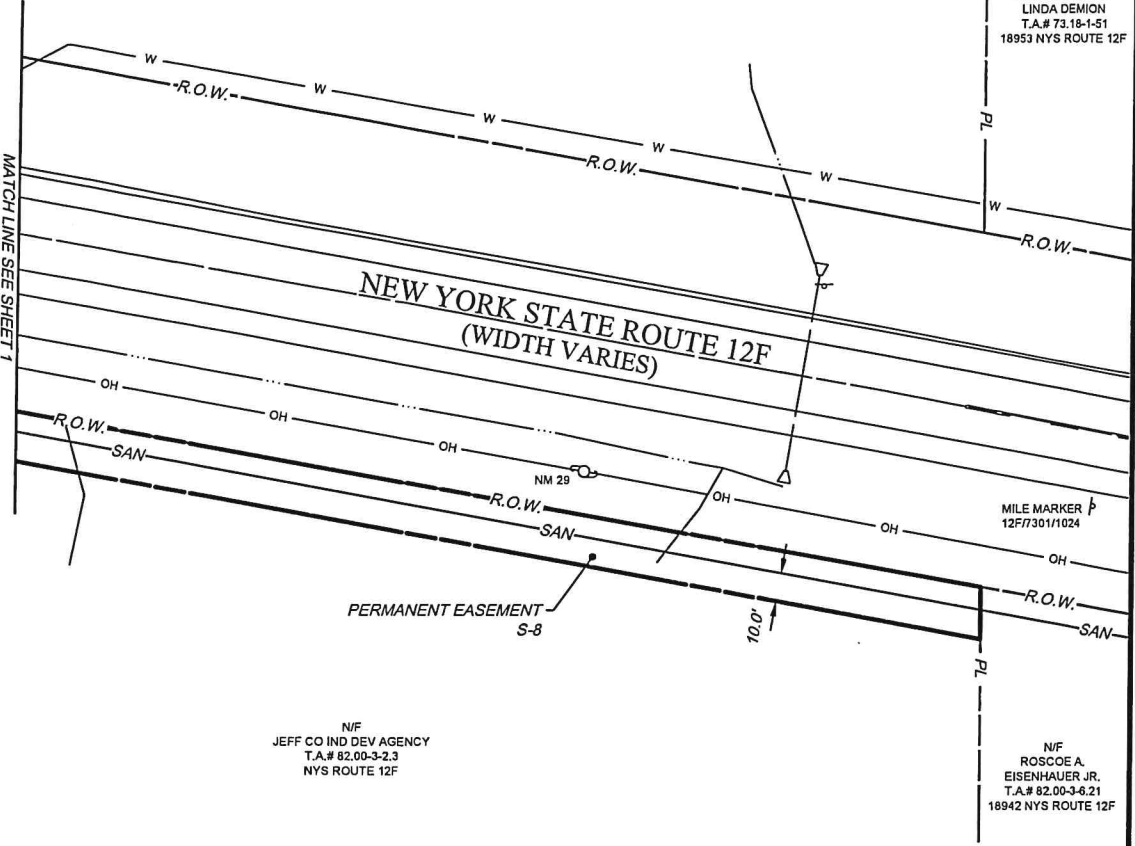 LINDA DEMION
T.A.# 73.18-1-51
18953 NYS ROUTE 12F
W
W
W
W
W
W
R.O.W.
R.O.W.
R.O.W.
PL
MATCH LINE SEE SHEET 1
NEW YORK STATE ROUTE 12F
(WIDTH VARIES)
OH
OH
OH
OH
OH
OH
NM 29
MILE MARKER
12F/7301/1024
R.O.W.
R.O.W.
R.O.W.
SAN
SAN
SAN
PERMANENT EASEMENT
S-8
10.0'
PL
N/F
JEFF CO IND DEV AGENCY
T.A.# 82.00-3-2.3
NYS ROUTE 12F
N/F
ROSCOE A.
EISENHAUER JR.
T.A.# 82.00-3-6.21
18942 NYS ROUTE 12F